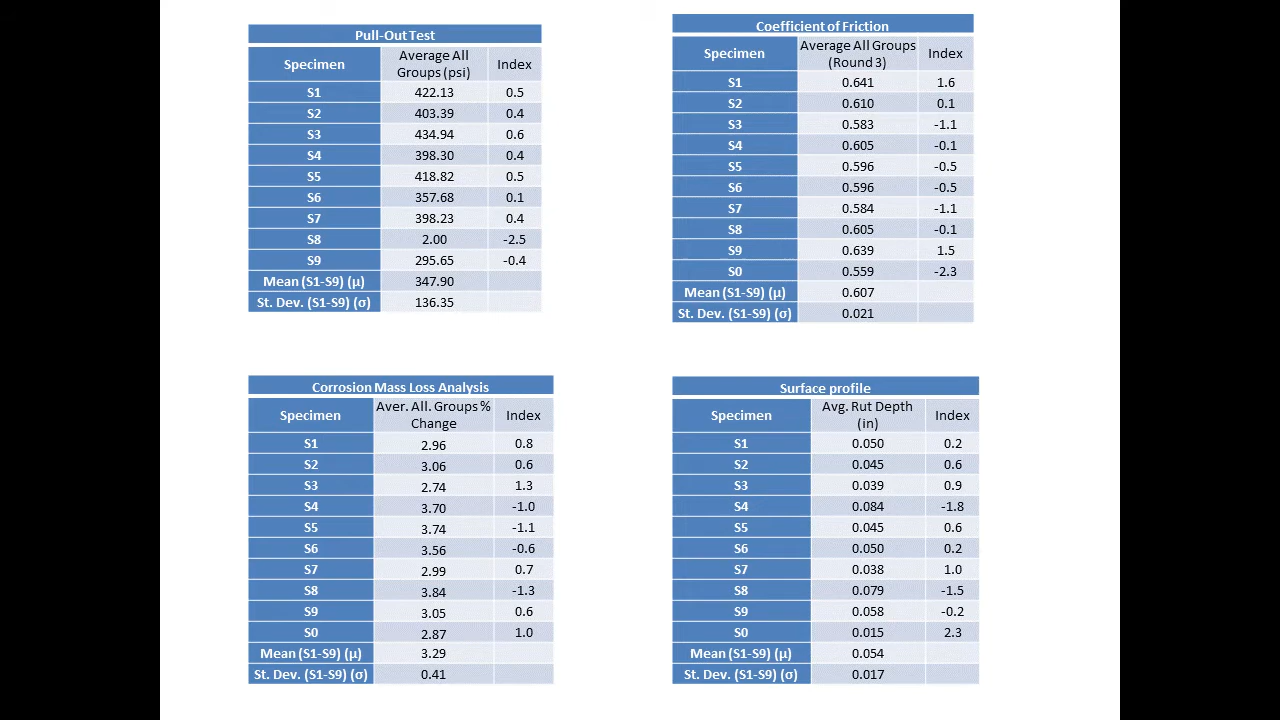 Pull-Out Test
Specimen Average All Groups (psi) Index
S1 422.13 0.5
S2 403.39 0.4
S3 434.94 0.6
S4 398.30 0.4
S5 418.82 0.5
S6 357.68 0.1
S7 398.23 0.4
S8 2.00 -2.5
S9 295.65 -0.4
Mean (S1-S9) (μ) 347.90
St. Dev. (S1-S9) (σ) 136.35
Coefficient of Friction
Specimen Average All Groups (Round 3) Index
S1 0.641 1.6
S2 0.610 0.1
S3 0.583 -1.1
S4 0.605 -0.1
S5 0.596 -0.5
S6 0.596 -0.5
S7 0.584 -1.1
S8 0.605 -0.1
S9 0.639 1.5
S0 0.559 -2.3
Mean (S1-S9) (μ) 0.607
St. Dev. (S1-S9) (σ) 0.021
Corrosion Mass Loss Analysis
Specimen Aver. All. Groups % Change Index
S1 2.96 0.8
S2 3.06 0.6
S3 2.74 1.3
S4 3.70 -1.0
S5 3.74 -1.1
S6 3.56 -0.6
S7 2.99 0.7
S8 3.84 -1.3
S9 3.05 0.6
S0 2.87 1.0
Mean (S1-S9) (μ) 3.29
St. Dev. (S1-S9) (σ) 0.41
Surface profile
Specimen Avg. Rut Depth (in) Index
S1 0.050 0.2
S2 0.045 0.6
S3 0.039 0.9
S4 0.084 -1.8
S5 0.045 0.6
S6 0.050 0.2
S7 0.038 1.0
S8 0.079 -1.5
S9 0.058 -0.2
S0 0.015 2.3
Mean (S1-S9) (μ) 0.054
St. Dev. (S1-S9) (σ) 0.017